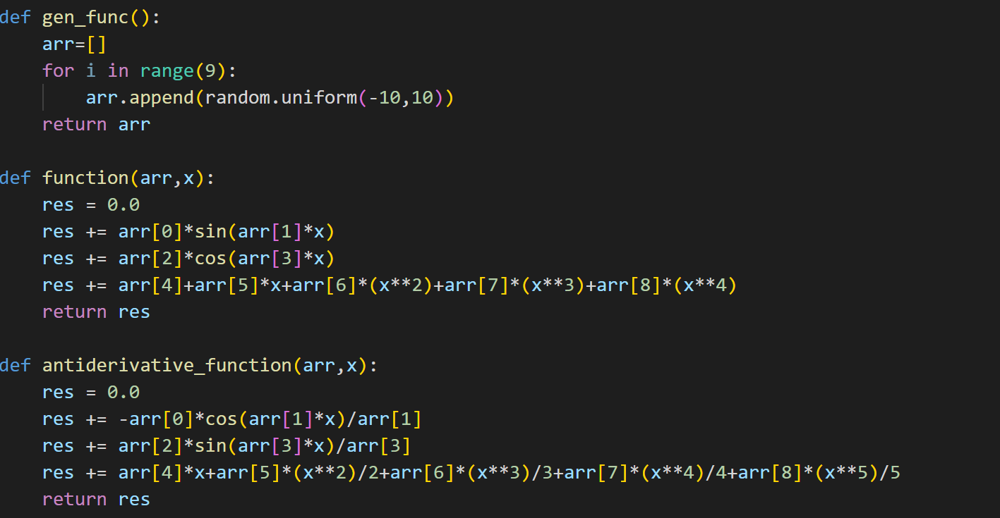 def gen_func():
    arr=[]
    for i in range(9):
        arr.append(random.uniform(-10,10))
    return arr

def function(arr,x):
    res = 0.0
    res += arr[0]*sin(arr[1]*x)
    res += arr[2]*cos(arr[3]*x)
    res += arr[4]+arr[5]*x+arr[6]*(x**2)+arr[7]*(x**3)+arr[8]*(x**4)
    return res

def antiderivative_function(arr,x):
    res = 0.0
    res += -arr[0]*cos(arr[1]*x)/arr[1]
    res += arr[2]*sin(arr[3]*x)/arr[3]
    res += arr[4]*x+arr[5]*(x**2)/2+arr[6]*(x**3)/3+arr[7]*(x**4)/4+arr[8]*(x**5)/5
    return res